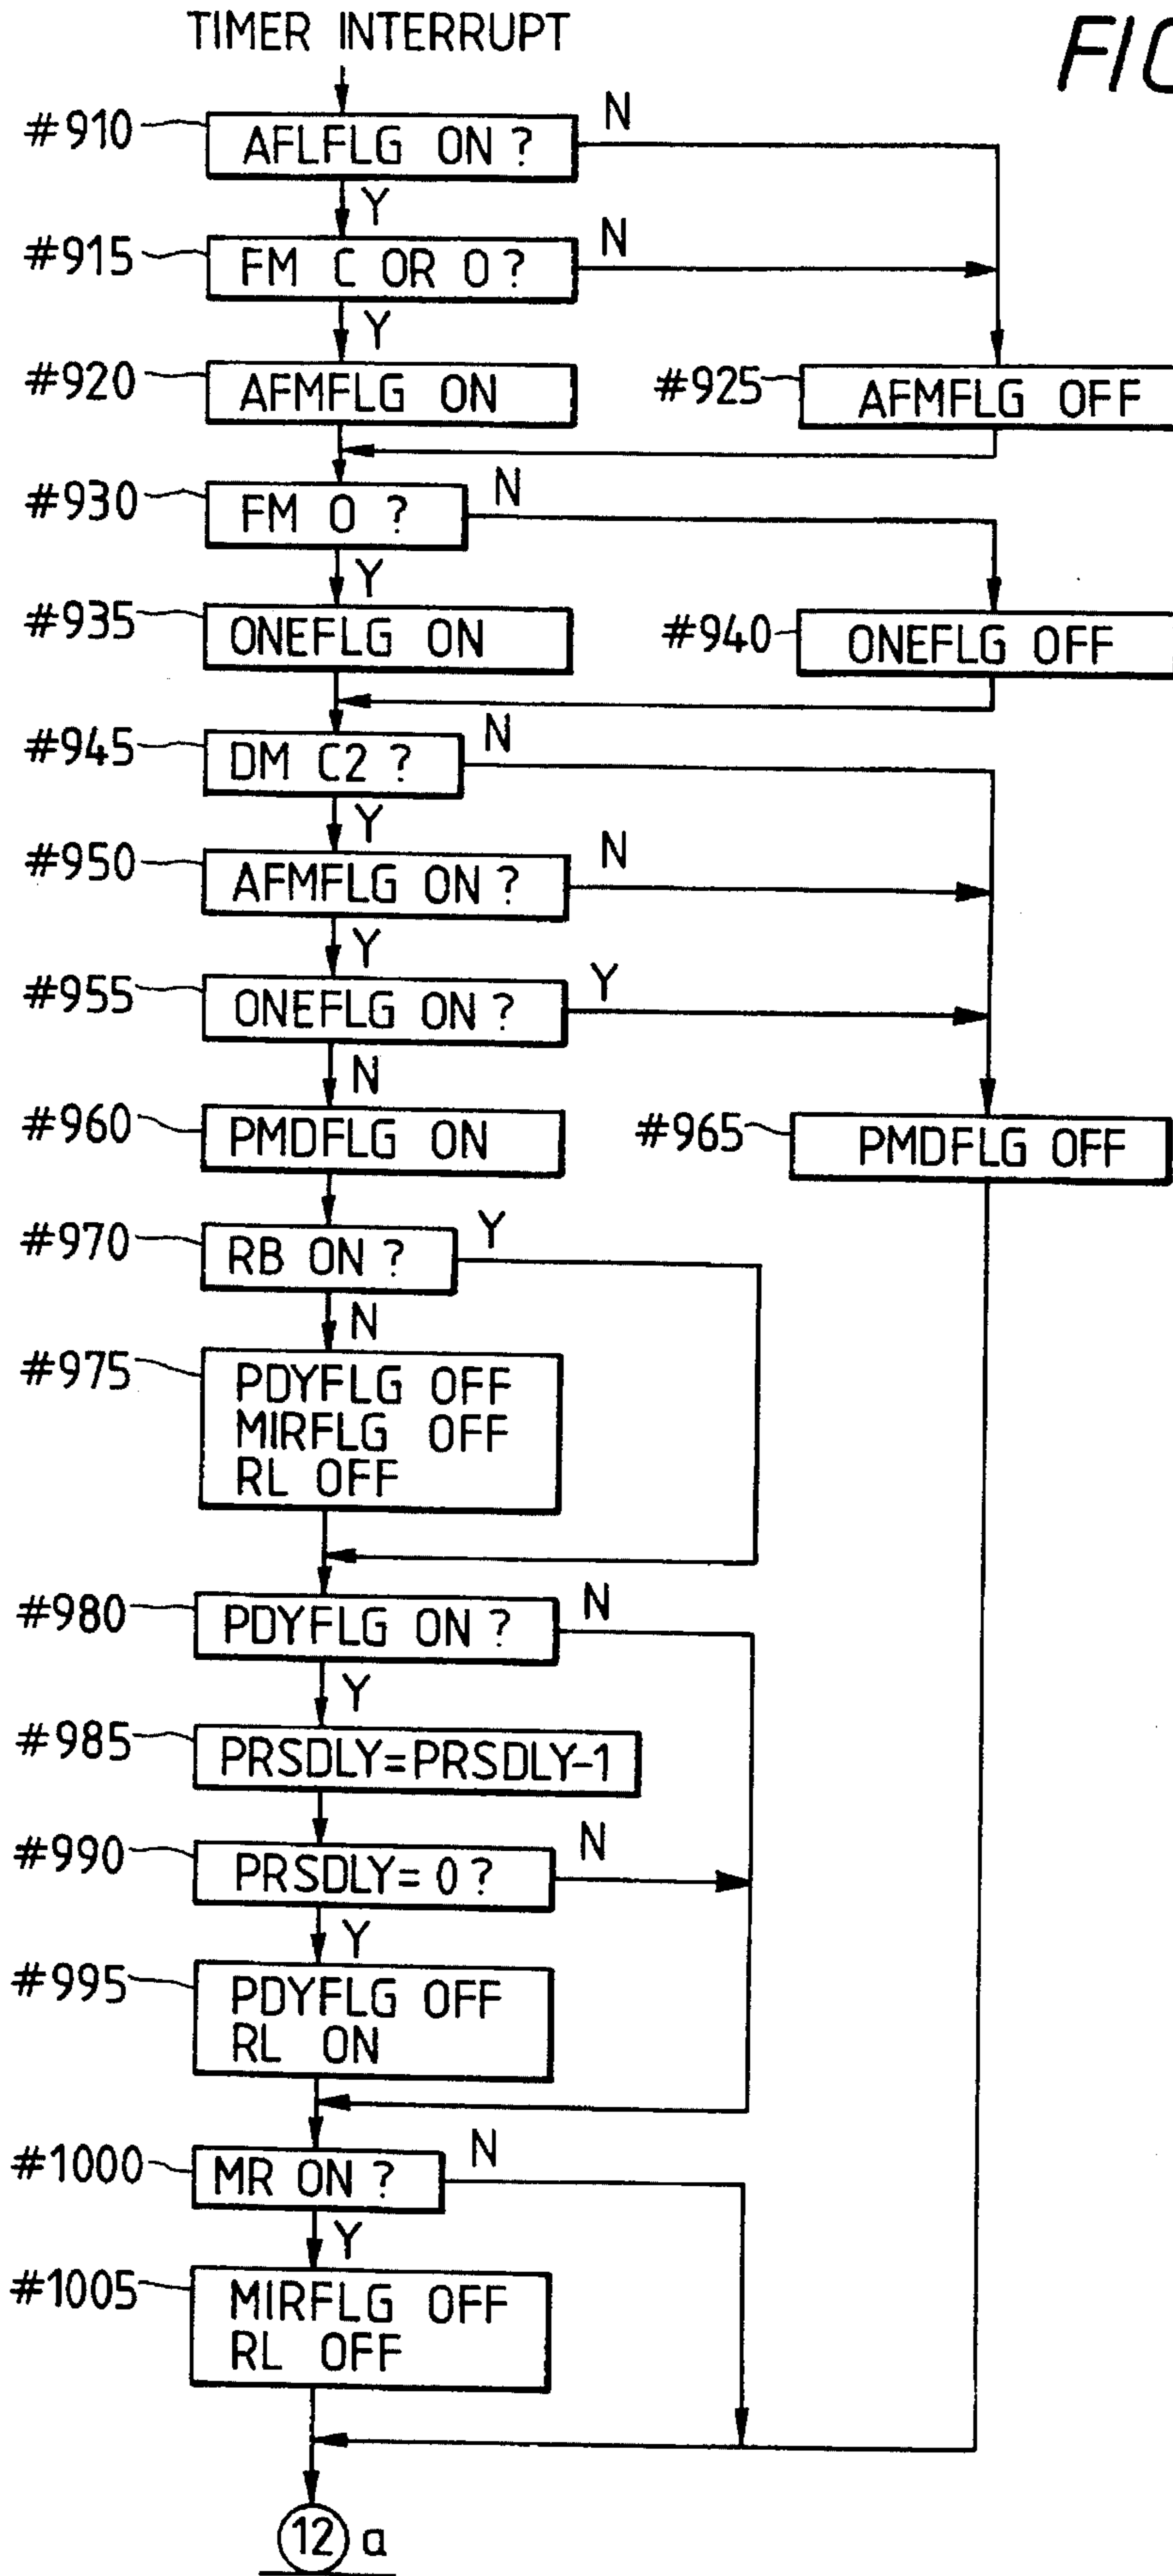 TIMER INTERRUPT
#910
AFLFLG ON ?
N
Y
#915
FM C OR O ?
N
Y
#920
AFMFLG ON
#925
AFMFLG OFF
#930
FM O ?
N
Y
#935
ONEFLG ON
#940
ONEFLG OFF
#945
DM C2 ?
N
Y
#950
AFMFLG ON ?
N
Y
#955
ONEFLG ON ?
Y
N
#960
PMDFLG ON
#965
PMDFLG OFF
#970
RB ON ?
Y
N
#975
PDYFLG OFF
MIRFLG OFF
RL OFF
#980
PDYFLG ON ?
N
Y
#985
PRSDLY=PRSDLY-1
#990
PRSDLY= 0 ?
N
Y
#995
PDYFLG OFF
RL ON
#1000
MR ON ?
N
Y
#1005
MIRFLG OFF
RL OFF
12 a